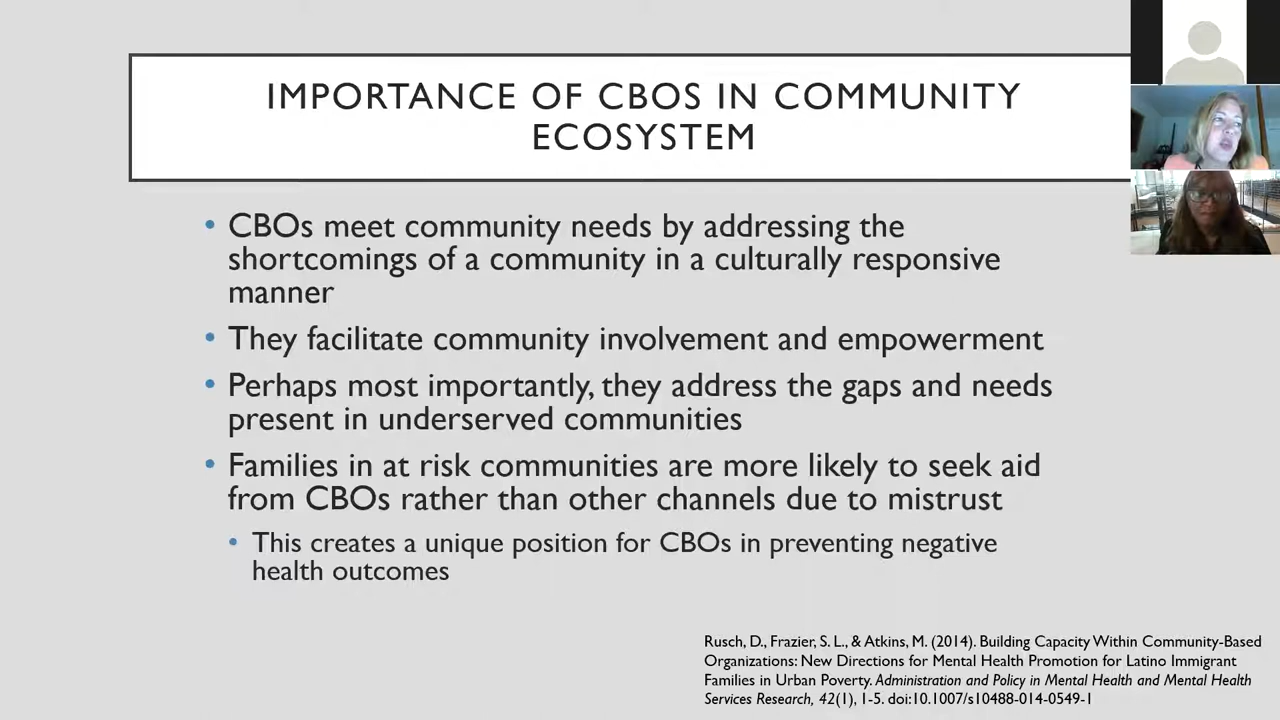 IMPORTANCE OF CBOS IN COMMUNITY
ECOSYSTEM
• CBOs meet community needs by addressing the
shortcomings of a community in a culturally responsive
manner
• They facilitate community involvement and empowerment
• Perhaps most importantly, they address the gaps and needs
present in underserved communities
• Families in at risk communities are more likely to seek aid
from CBOs rather than other channels due to mistrust
• This creates a unique position for CBOs in preventing negative
health outcomes
Rusch, D., Frazier, S. L., & Atkins, M. (2014). Building Capacity Within Community-Based
Organizations: New Directions for Mental Health Promotion for Latino Immigrant
Families in Urban Poverty. Administration and Policy in Mental Health and Mental Health
Services Research, 42(1), 1-5. doi:10.1007/s10488-014-0549-1